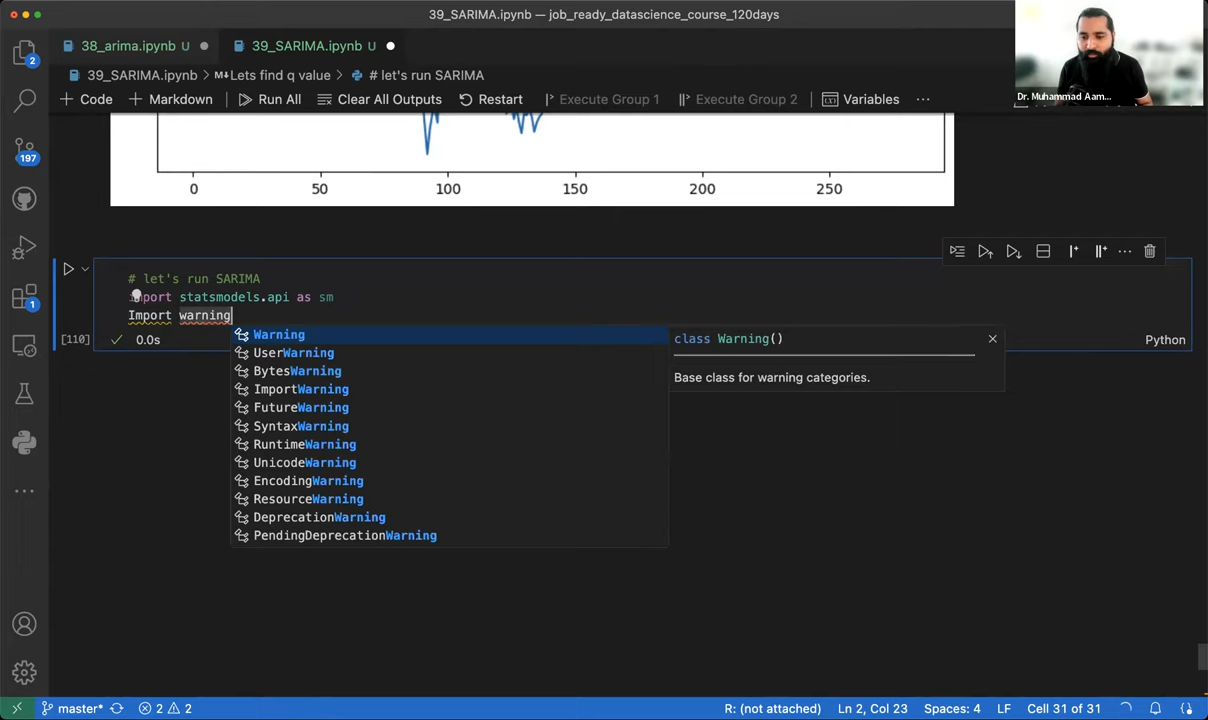 39_SARIMA.ipynb — job_ready_datascience_course_120days
38_arima.ipynb U
39_SARIMA.ipynb U
39_SARIMA.ipynb > M↓Lets find q value > # let's run SARIMA
+ Code + Markdown Run All Clear All Outputs Restart Execute Group 1 Execute Group 2 Variables ...
Dr. Muhammad Aam...
2
197
1
0 50 100 150 200 250
# let's run SARIMA
import statsmodels.api as sm
Import warning
[110] 0.0s
Python
Warning
UserWarning
BytesWarning
ImportWarning
FutureWarning
SyntaxWarning
RuntimeWarning
UnicodeWarning
EncodingWarning
ResourceWarning
DeprecationWarning
PendingDeprecationWarning
class Warning()
Base class for warning categories.
master* 2 2 R: (not attached) Ln 2, Col 23 Spaces: 4 LF Cell 31 of 31